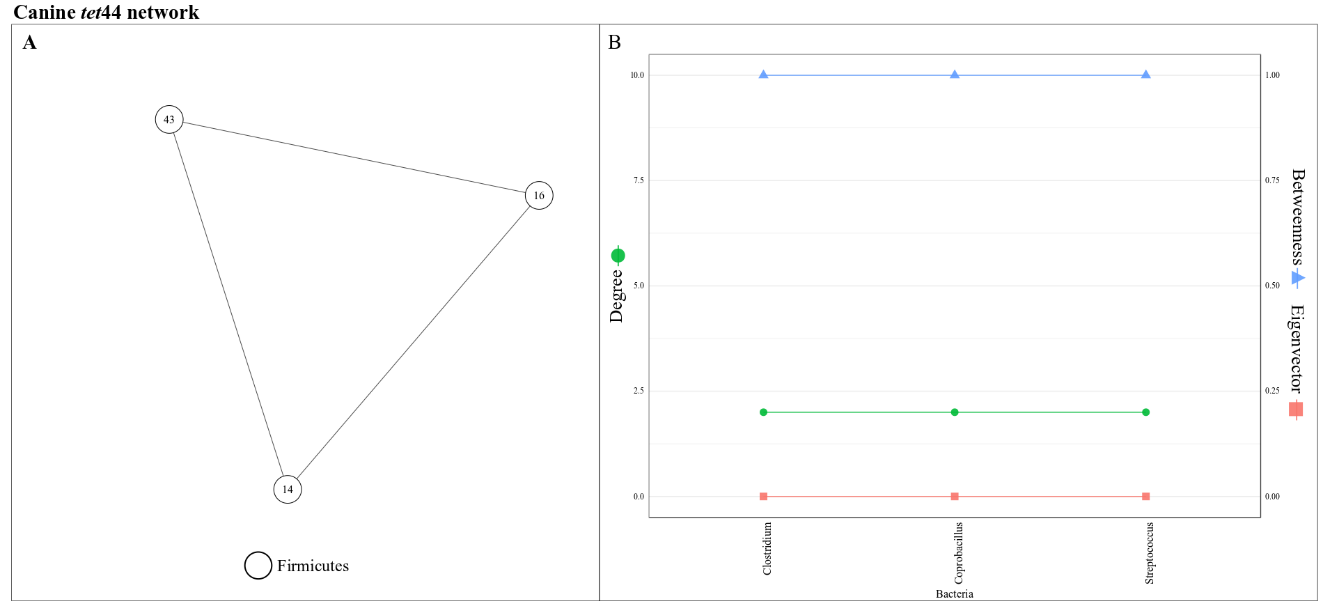 Canine tet44 network
A
43
16
14
Firmicutes
B
10.0
7.5
5.0
2.5
0.0
Degree
1.00
0.75
0.50
0.25
0.00
Betweenness
Eigenvector
Clostridium
Coprobacillus
Streptococcus
Bacteria